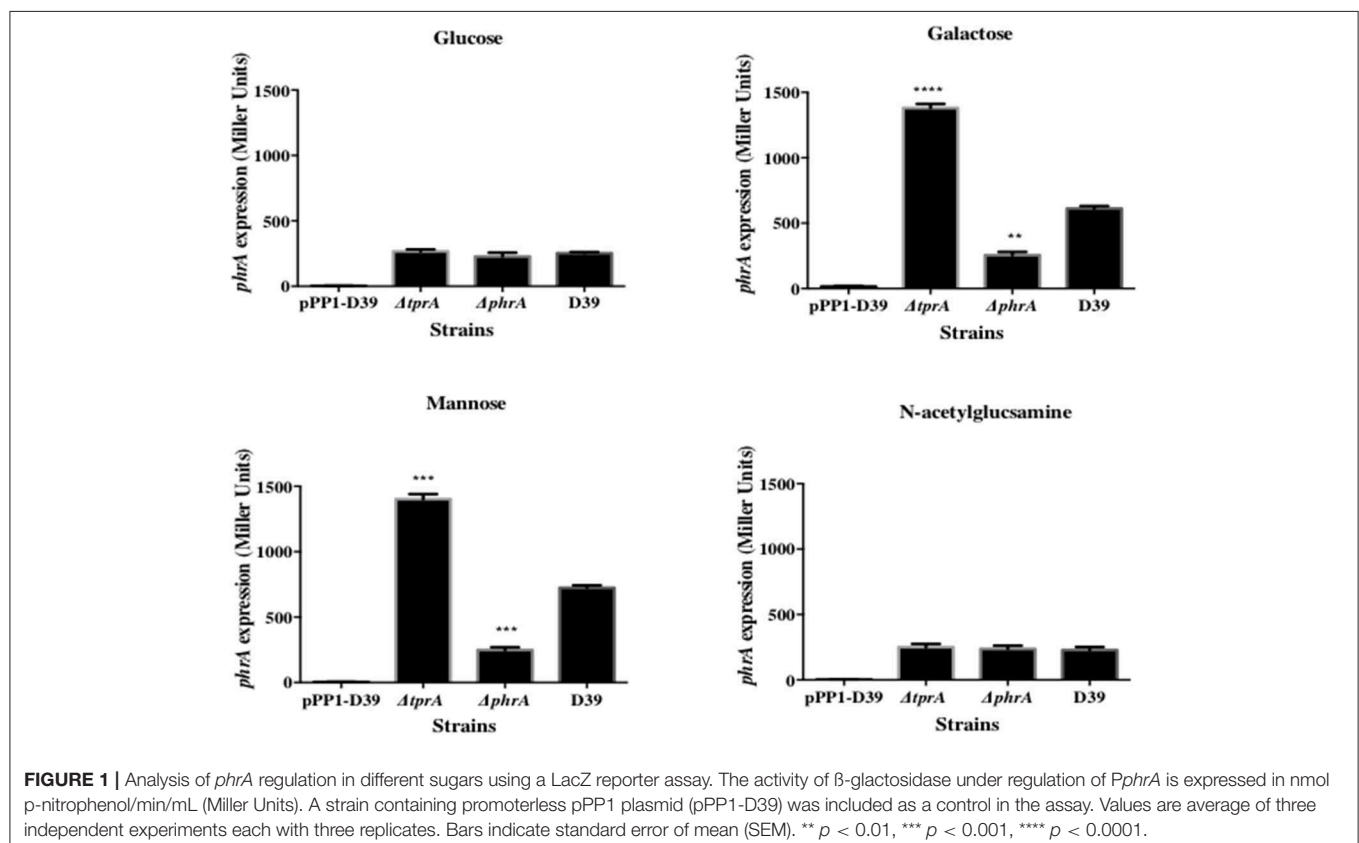 Glucose
phrA expression (Miller Units)
1500
1000
500
0
pPP1-D39 ΔtprA ΔphrA D39
Strains
Galactose
phrA expression (Miller Units)
1500
1000
500
0
****
**
pPP1-D39 ΔtprA ΔphrA D39
Strains
Mannose
phrA expression (Miller Units)
1500
1000
500
0
***
***
pPP1-D39 ΔtprA ΔphrA D39
Strains
N-acetylglucsamine
phrA expression (Miller Units)
1500
1000
500
0
pPP1-D39 ΔtprA ΔphrA D39
Strains
FIGURE 1 | Analysis of phrA regulation in different sugars using a LacZ reporter assay. The activity of ß-glactosidase under regulation of PphrA is expressed in nmol
p-nitrophenol/min/mL (Miller Units). A strain containing promoterless pPP1 plasmid (pPP1-D39) was included as a control in the assay. Values are average of three
independent experiments each with three replicates. Bars indicate standard error of mean (SEM). ** p < 0.01, *** p < 0.001, **** p < 0.0001.